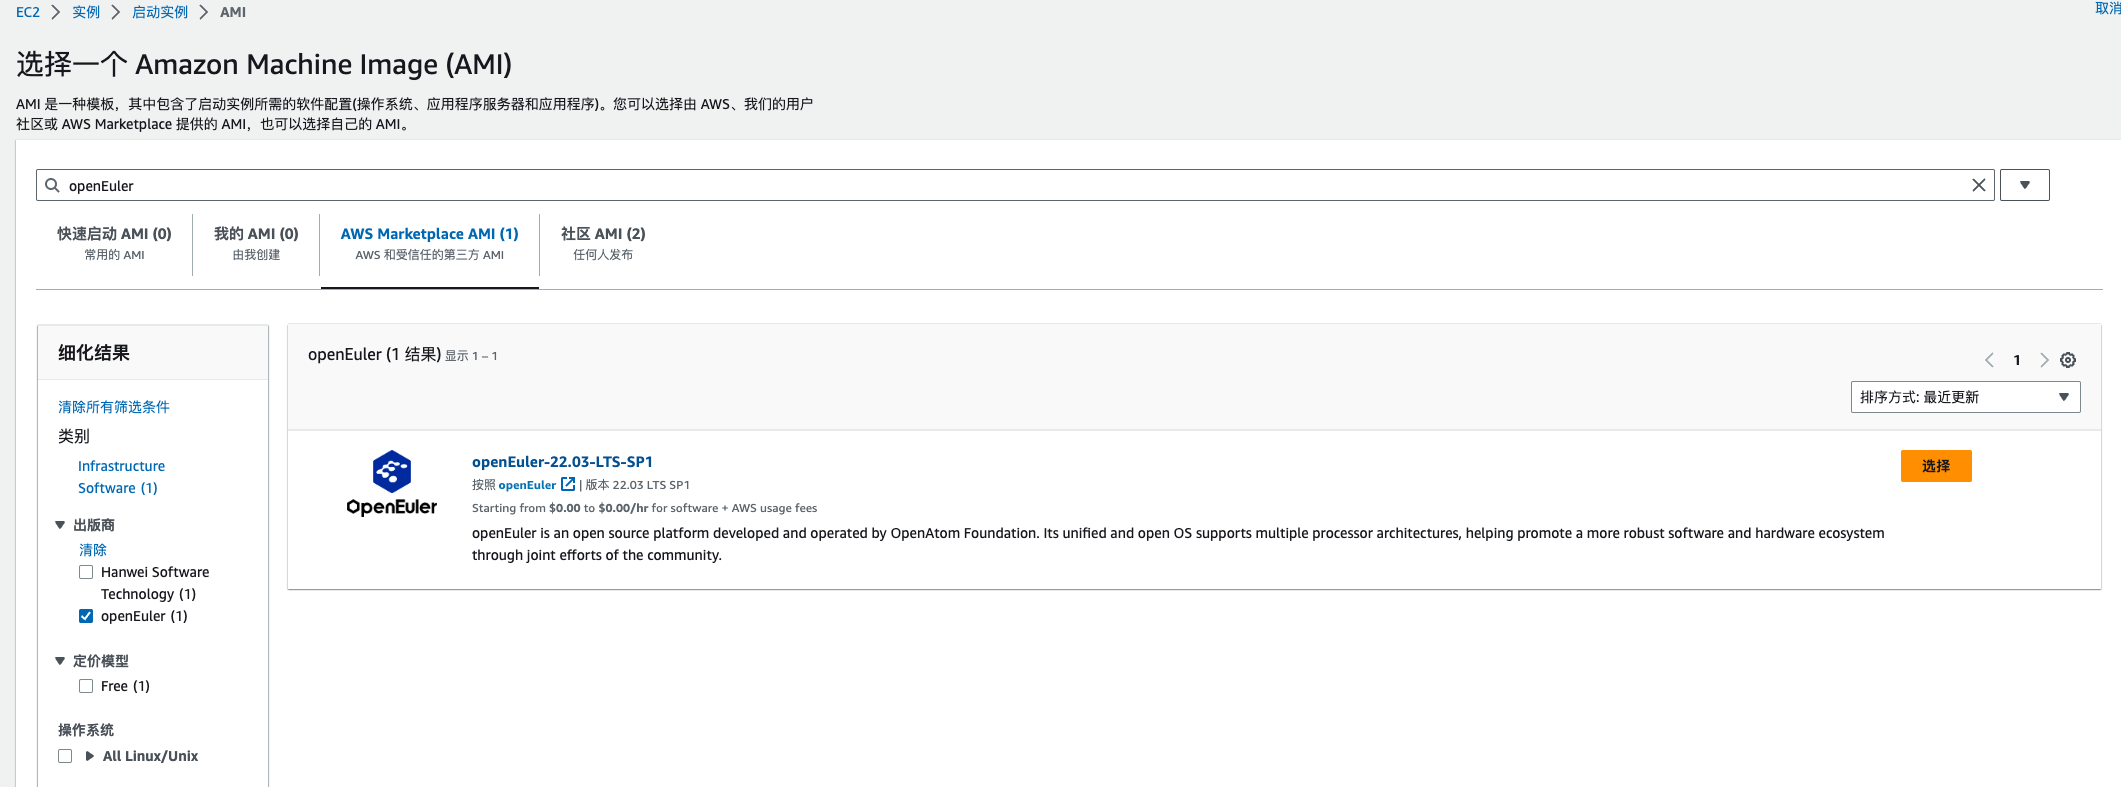 EC2 > 实例 > 启动实例 > AMI
取消
选择一个 Amazon Machine Image (AMI)
AMI 是一种模板，其中包含了启动实例所需的软件配置(操作系统、应用程序服务器和应用程序)。您可以选择由 AWS、我们的用户
社区或 AWS Marketplace 提供的 AMI，也可以选择自己的 AMI。
openEuler
快速启动 AMI (0)
常用的 AMI
我的 AMI (0)
由我创建
AWS Marketplace AMI (1)
AWS 和受信任的第三方 AMI
社区 AMI (2)
任何人发布
细化结果
清除所有筛选条件
类别
Infrastructure
Software (1)
出版商
清除
Hanwei Software
Technology (1)
openEuler (1)
定价模型
Free (1)
操作系统
All Linux/Unix
openEuler (1 结果) 显示 1 – 1
1
排序方式: 最近更新
OpenEuler
openEuler-22.03-LTS-SP1
按照 openEuler | 版本 22.03 LTS SP1
Starting from $0.00 to $0.00/hr for software + AWS usage fees
openEuler is an open source platform developed and operated by OpenAtom Foundation. Its unified and open OS supports multiple processor architectures, helping promote a more robust software and hardware ecosystem
through joint efforts of the community.
选择